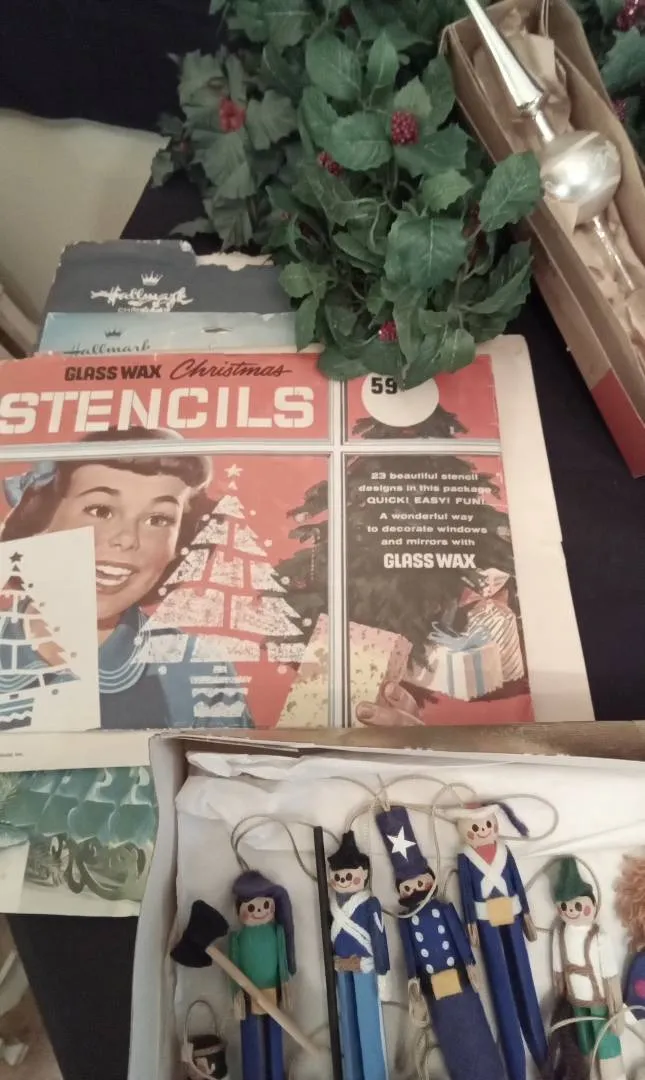 Hallmark
Hallmark
GLASS WAX Christmas
STENCILS
59
23 beautiful stencil
designs in this package
QUICK! EASY! FUN!
A wonderful way
to decorate windows
and mirrors with
GLASS WAX